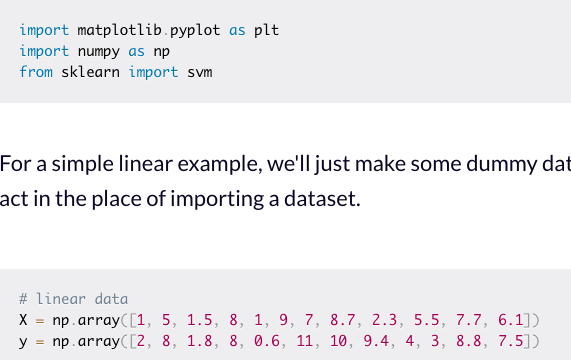 import matplotlib.pyplot as plt
import numpy as np
from sklearn import svm
For a simple linear example, we'll just make some dummy dat
act in the place of importing a dataset.
# linear data
X = np.array([1, 5, 1.5, 8, 1, 9, 7, 8.7, 2.3, 5.5, 7.7, 6.1])
y = np.array([2, 8, 1.8, 8, 0.6, 11, 10, 9.4, 4, 3, 8.8, 7.5])